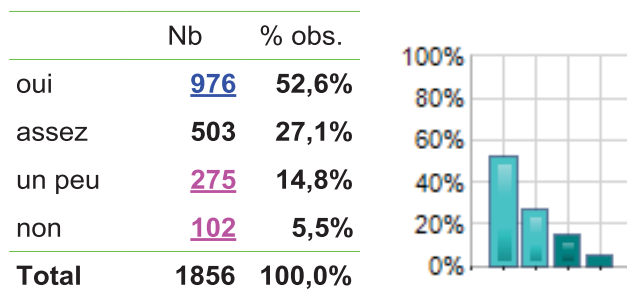 Nb % obs.
oui 976 52,6%
assez 503 27,1%
un peu 275 14,8%
non 102 5,5%
Total 1856 100,0%
100%
80%
60%
40%
20%
0%